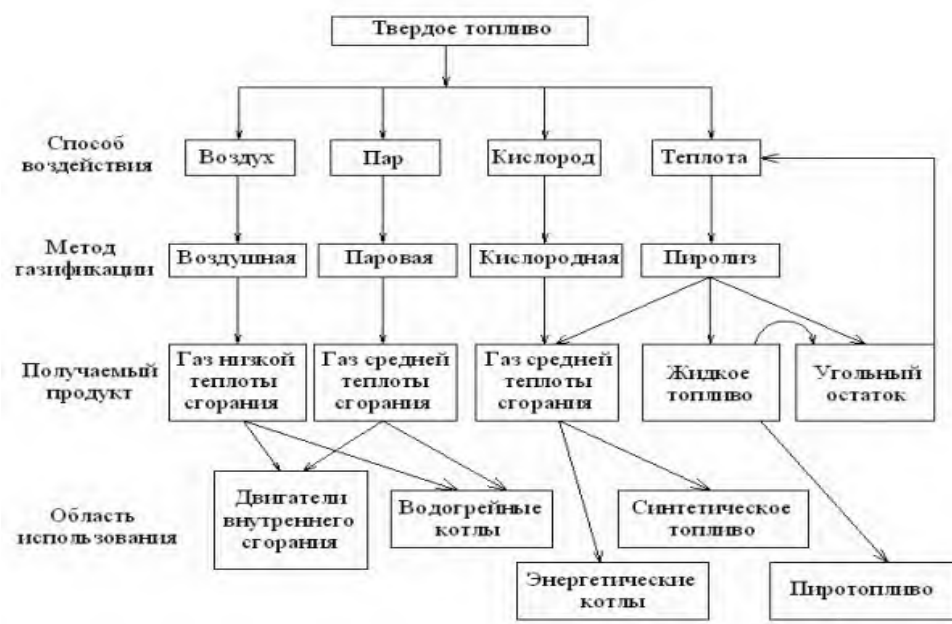 Твердое топливо
Способ
воздействия
Воздух
Пар
Кислород
Теплота
Метод
газификации
Воздушная
Паровая
Кислородная
Пиролиз
Получаемый
продукт
Газ низкой
теплоты
сгорания
Газ средней
теплоты
сгорания
Газ средней
теплоты
сгорания
Жидкое
топливо
Угольный
остаток
Область
использования
Двигатели
внутреннего
сгорания
Водогрейные
котлы
Синтетическое
топливо
Энергетические
котлы
Пиротопливо